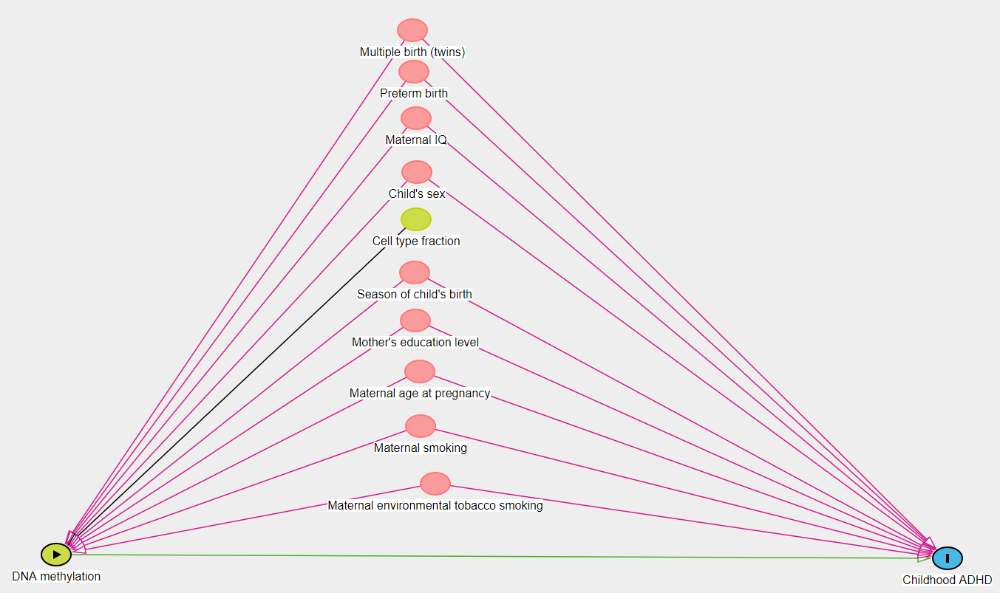 Multiple birth (twins)
Preterm birth
Maternal IQ
Child's sex
Cell type fraction
Season of child's birth
Mother's education level
Maternal age at pregnancy
Maternal smoking
Maternal environmental tobacco smoking
DNA methylation
Childhood ADHD